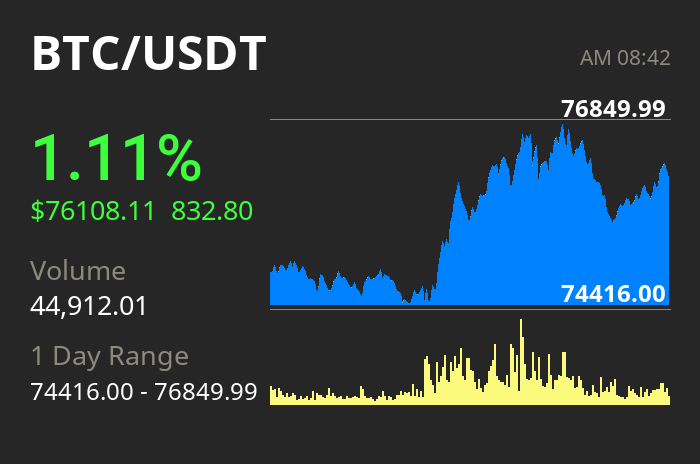 BTC/USDT
AM 08:42
76849.99
1.11%
$76108.11 832.80
Volume
44,912.01
74416.00
1 Day Range
74416.00 - 76849.99